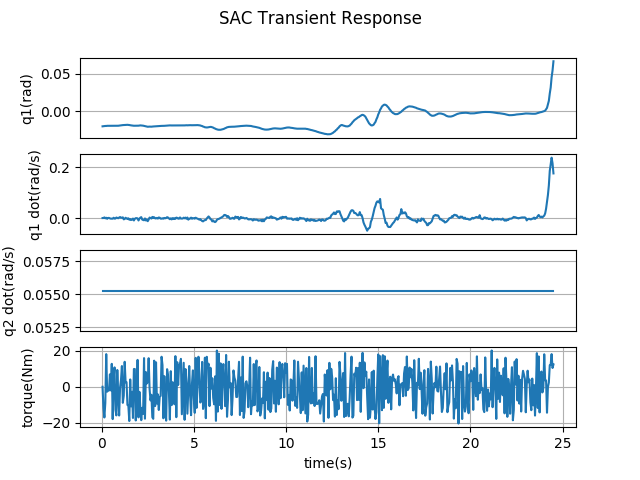 SAC Transient Response
q1(rad)
0.05
0.00
q1 dot(rad/s)
0.2
0.0
q2 dot(rad/s)
0.0575
0.0550
0.0525
torque(Nm)
20
0
−20
0 5 10 15 20 25
time(s)